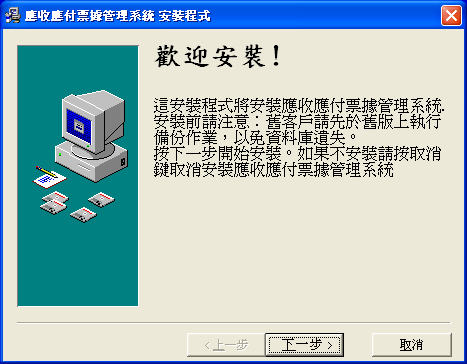 應收應付票據管理系統 安裝程式
歡迎安裝!
這安裝程式將安裝應收應付票據管理系統.
安裝前請注意：舊客戶請先於舊版上執行
備份作業，以免資料庫遺失。
按下一步開始安裝。如果不安裝請按取消
鍵取消安裝應收應付票據管理系統
<上一步
下一步>
取消